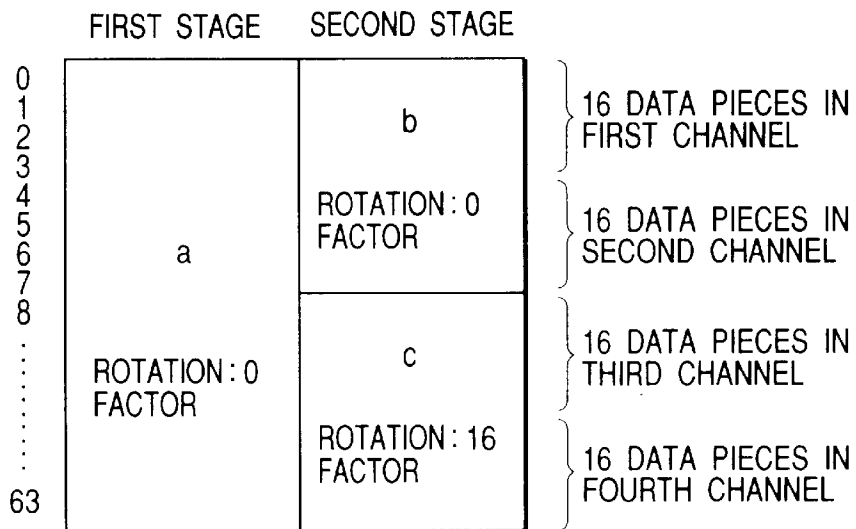 FIRST STAGE
SECOND STAGE
0
1
2
3
4
5
6
7
8
63
a
ROTATION : 0
FACTOR
b
ROTATION : 0
FACTOR
c
ROTATION : 16
FACTOR
16 DATA PIECES IN
FIRST CHANNEL
16 DATA PIECES IN
SECOND CHANNEL
16 DATA PIECES IN
THIRD CHANNEL
16 DATA PIECES IN
FOURTH CHANNEL